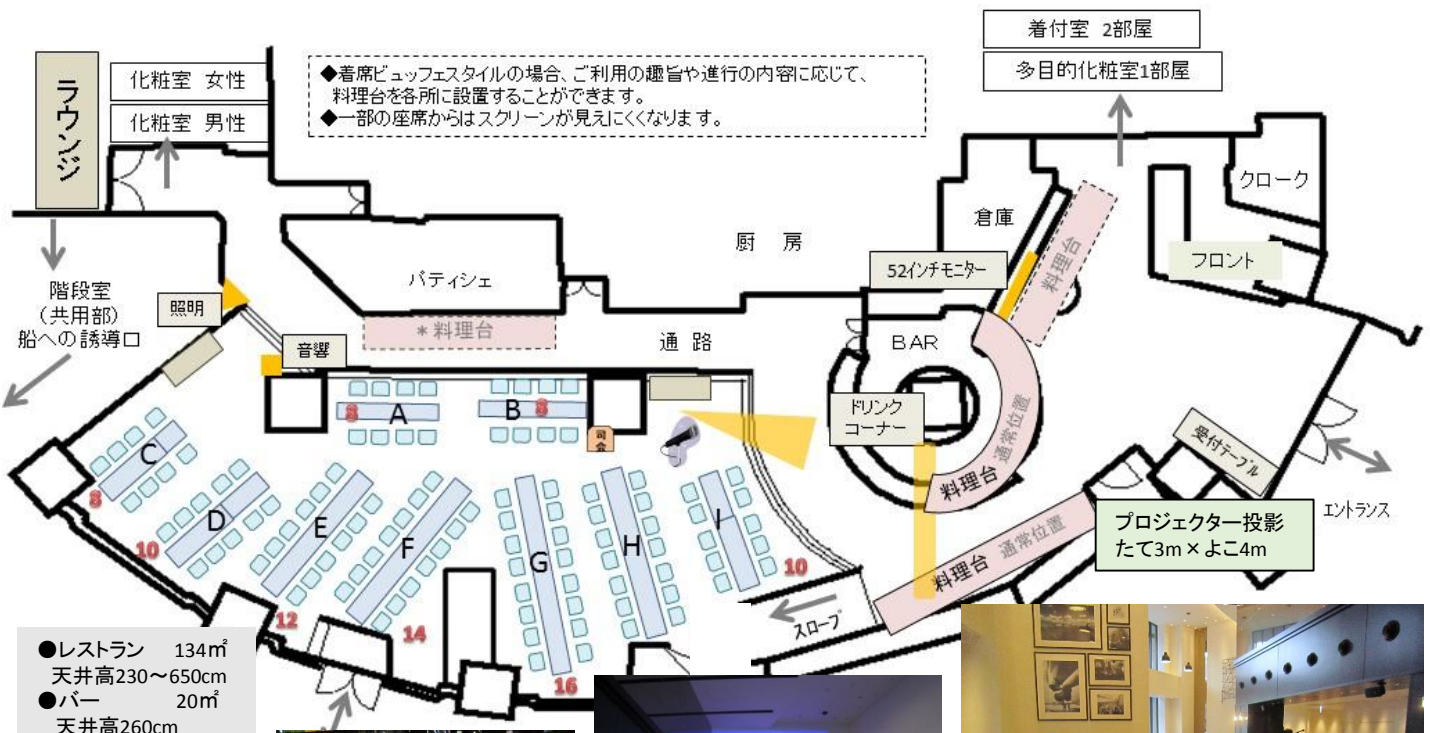 着付室 2部屋
多目的化粧室1部屋
ラウンジ
化粧室 女性
化粧室 男性
◆着席ビュッフェスタイルの場合、ご利用の趣旨や進行の内容に応じて、
料理台を各所に設置することができます。
◆一部の座席からはスクリーンが見えにくくなります。
クローク
倉庫
厨 房
フロント
52インチモニター
料理台
パティシェ
階段室
(共用部)
船への誘導口
照明
*料理台
通 路
BAR
音響
ドリンク
コーナー
料理台 通常位置
受付テーブル
エントランス
A
8
B 8
司会
C
8
D
10
E
12
F
14
G
16
H
I
10
料理台 通常位置
プロジェクター投影
たて3m×よこ4m
スロープ
●レストラン 134㎡
天井高230～650cm
●バー 20㎡
天井高260cm